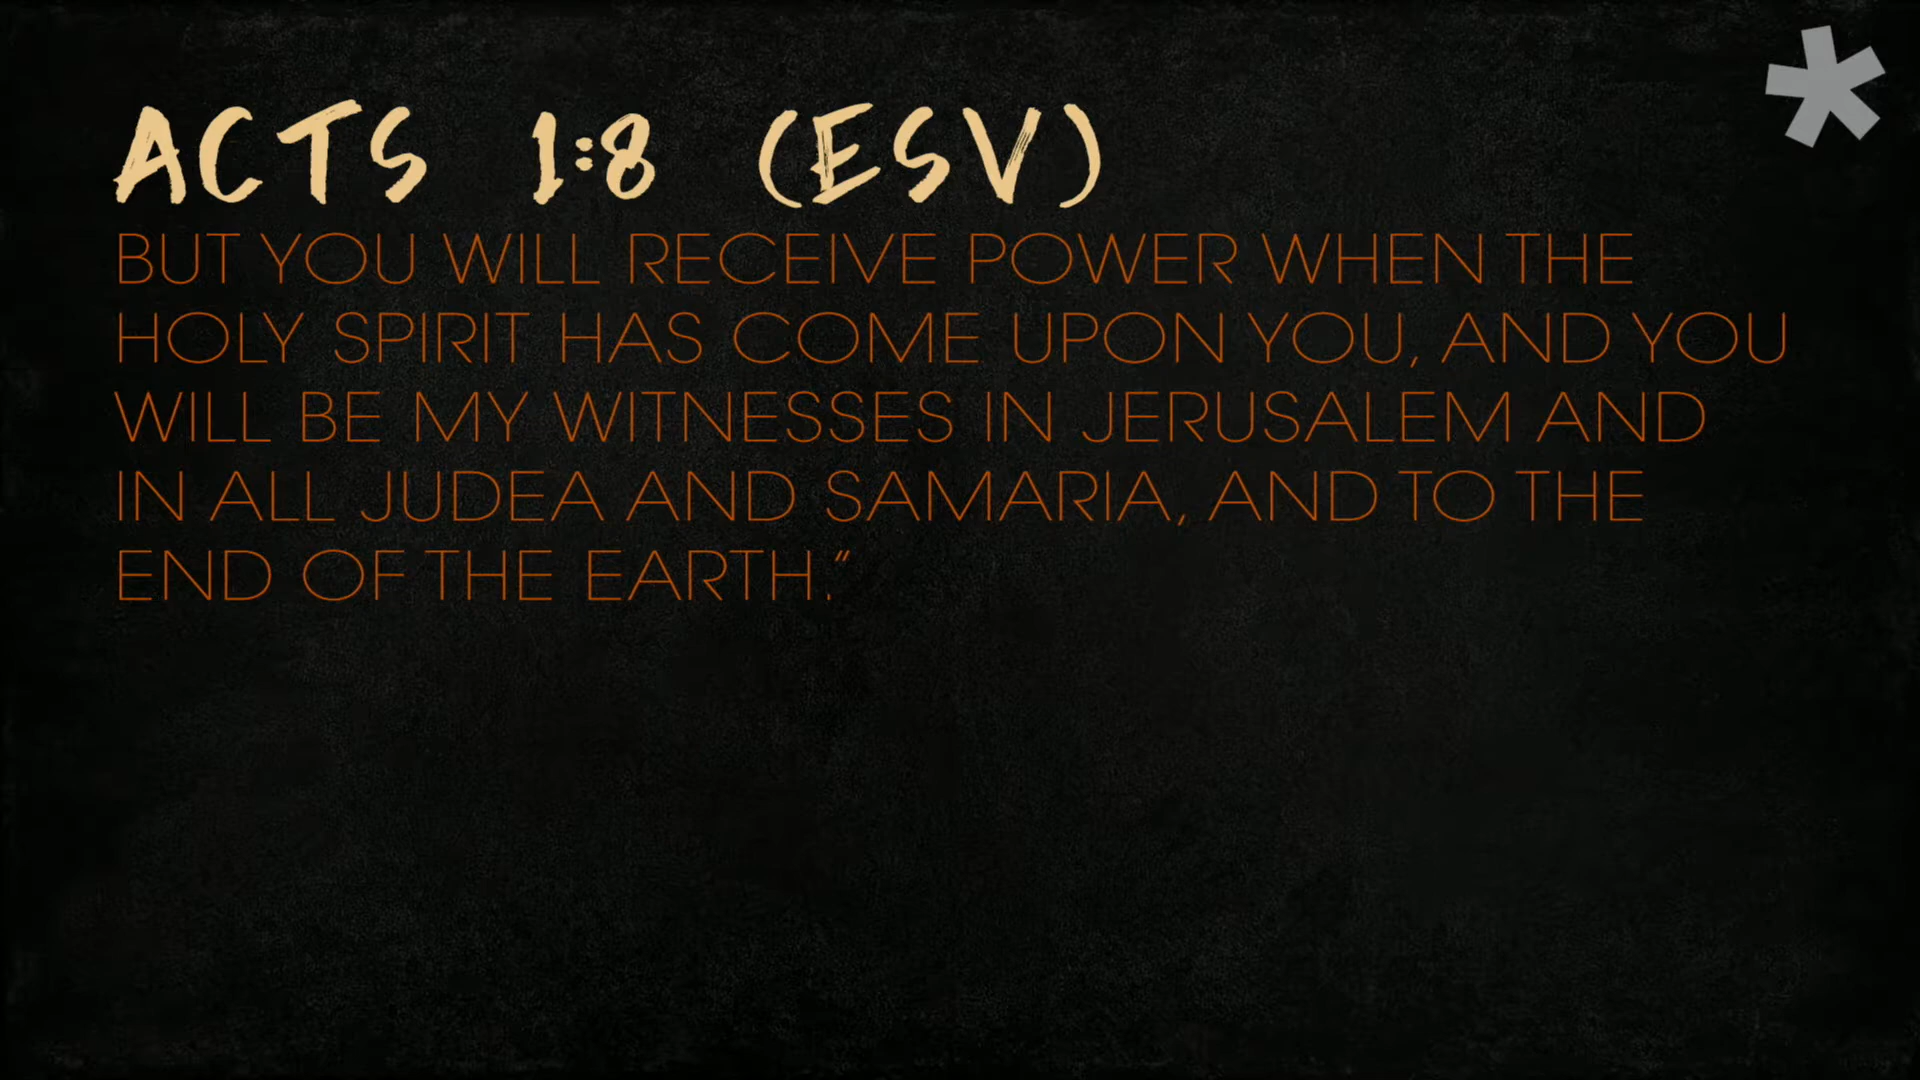 ACTS 1:8 (ESV)
BUT YOU WILL RECEIVE POWER WHEN THE
HOLY SPIRIT HAS COME UPON YOU, AND YOU
WILL BE MY WITNESSES IN JERUSALEM AND
IN ALL JUDEA AND SAMARIA, AND TO THE
END OF THE EARTH.”